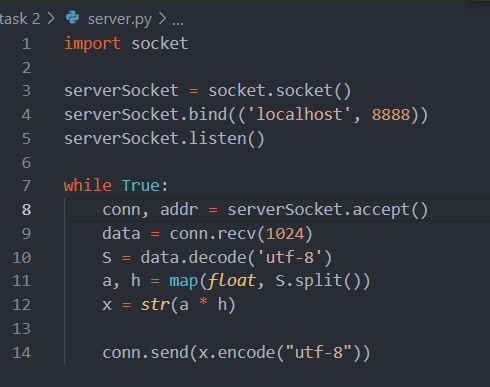 task 2 > server.py > ...
1 import socket
2
3 serverSocket = socket.socket()
4 serverSocket.bind(('localhost', 8888))
5 serverSocket.listen()
6
7 while True:
8     conn, addr = serverSocket.accept()
9     data = conn.recv(1024)
10     S = data.decode('utf-8')
11     a, h = map(float, S.split())
12     x = str(a * h)
13
14     conn.send(x.encode("utf-8"))